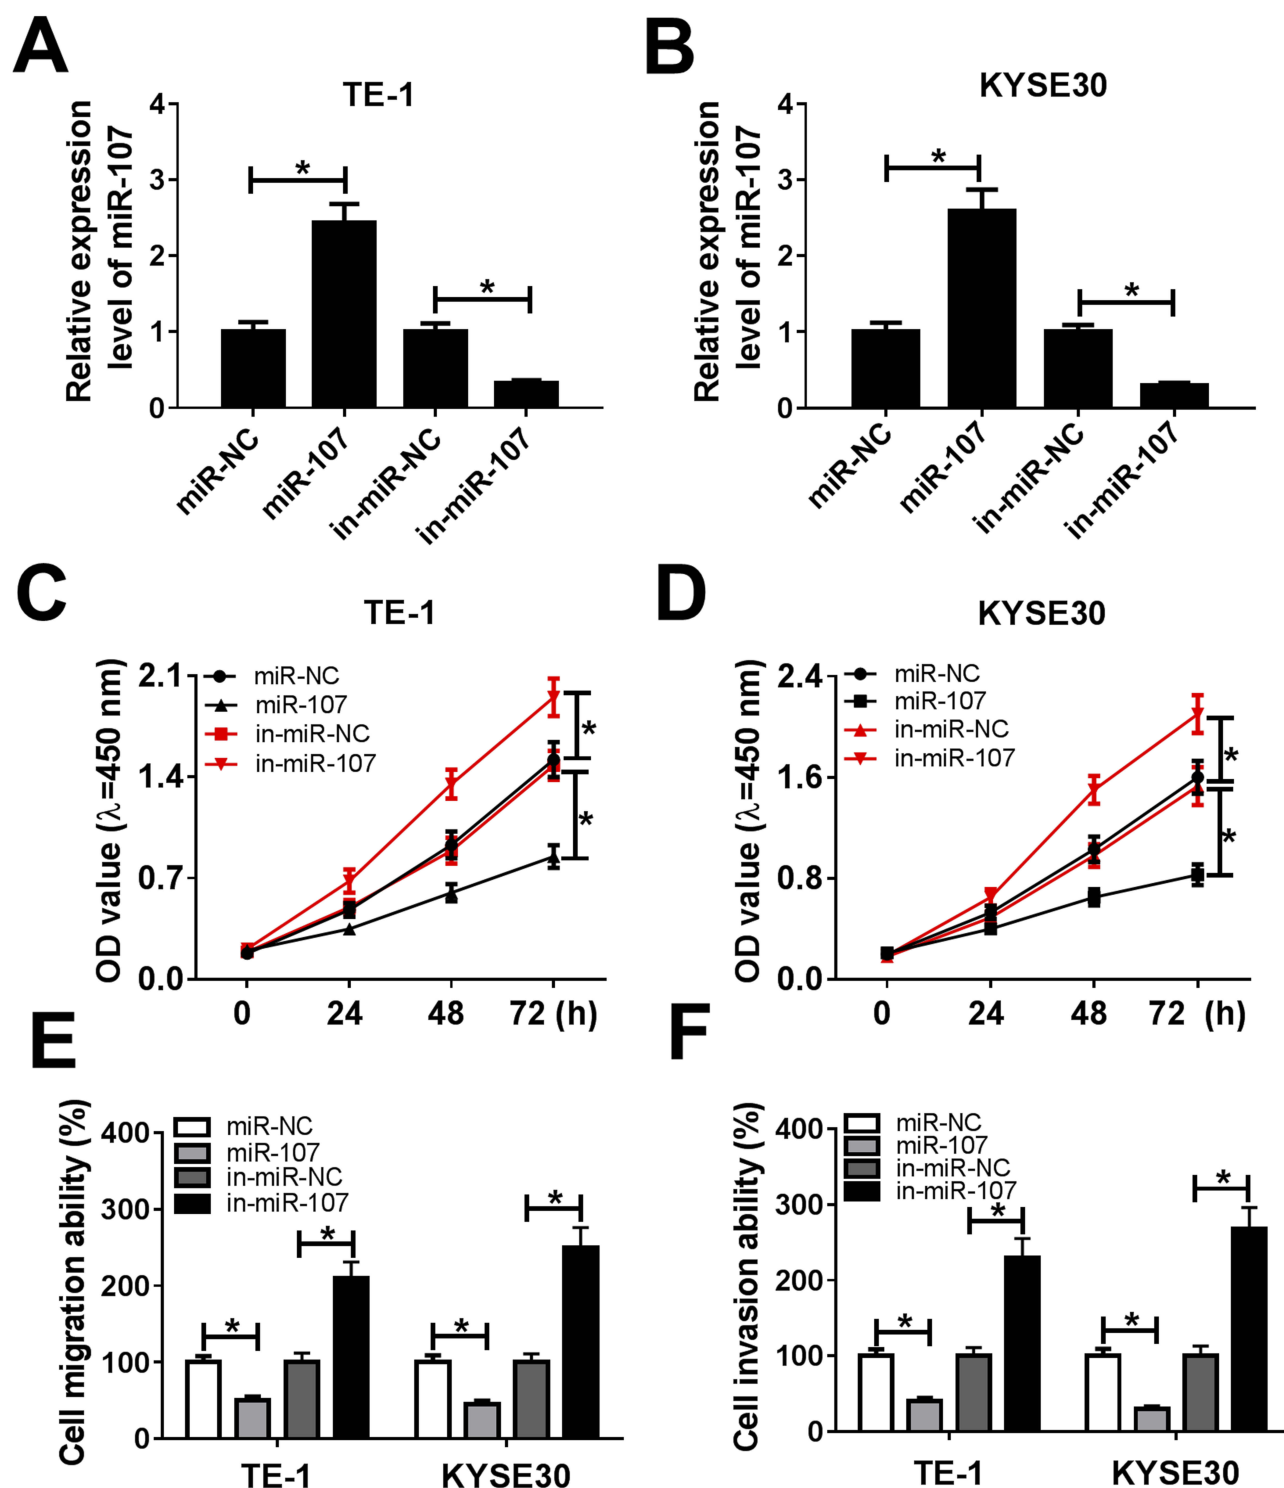 A
TE-1
Relative expression
level of miR-107
4
3
2
1
0
*
*
miR-NC
miR-107
in-miR-NC
in-miR-107
B
KYSE30
Relative expression
level of miR-107
4
3
2
1
0
*
*
miR-NC
miR-107
in-miR-NC
in-miR-107
C
TE-1
OD value (λ=450 nm)
2.1
1.4
0.7
0.0
miR-NC
miR-107
in-miR-NC
in-miR-107
*
*
0 24 48 72 (h)
D
KYSE30
OD value (λ=450 nm)
2.4
1.6
0.8
0.0
miR-NC
miR-107
in-miR-NC
in-miR-107
*
*
0 24 48 72 (h)
E
Cell migration ability (%)
400
300
200
100
0
miR-NC
miR-107
in-miR-NC
in-miR-107
*
*
*
*
TE-1 KYSE30
F
Cell invasion ability (%)
400
300
200
100
0
miR-NC
miR-107
in-miR-NC
in-miR-107
*
*
*
*
TE-1 KYSE30